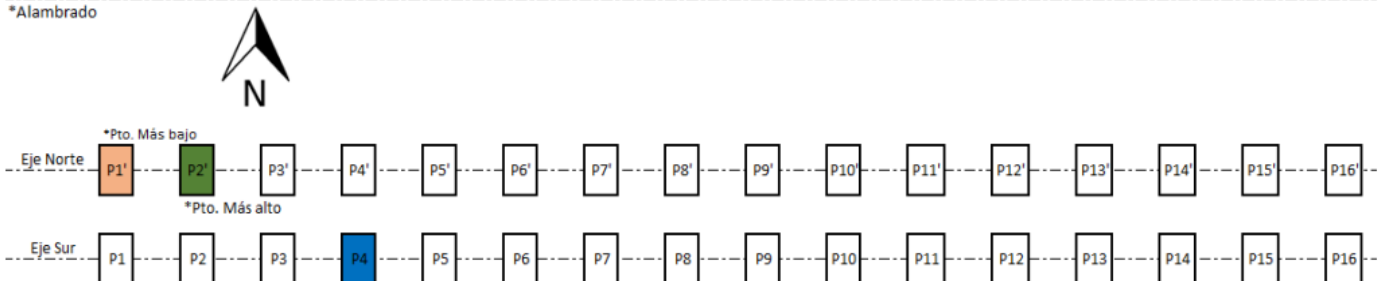 *Alambrado
N
*Pto. Más bajo
Eje Norte P1' P2' P3' P4' P5' P6' P7' P8' P9' P10' P11' P12' P13' P14' P15' P16'
*Pto. Más alto
Eje Sur P1 P2 P3 P4 P5 P6 P7 P8 P9 P10 P11 P12 P13 P14 P15 P16